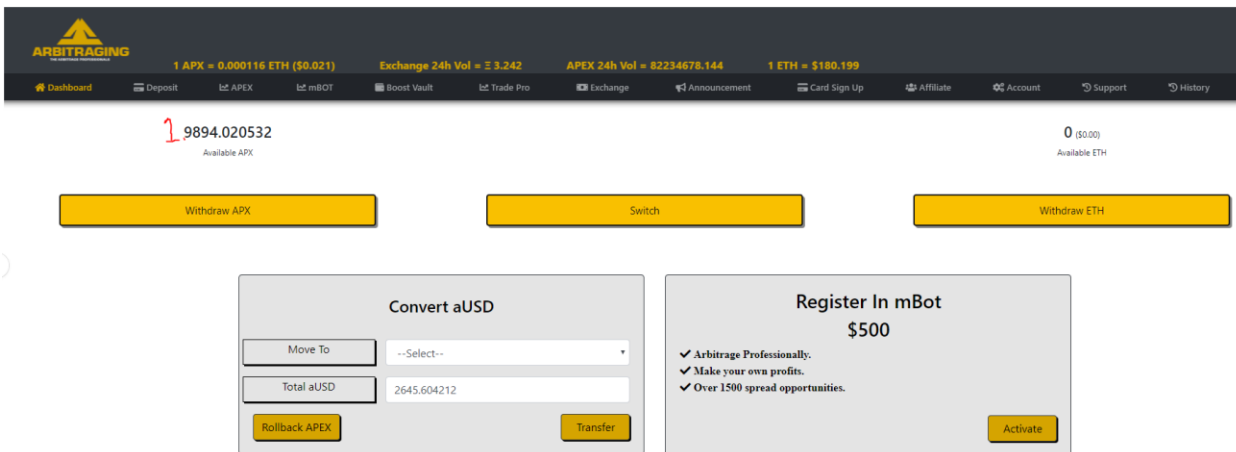 ARBITRAGING
THE ARBITRAGE PROFESSIONALS
1 APX = 0.000116 ETH ($0.021) Exchange 24h Vol = Ξ 3.242 APEX 24h Vol = 82234678.144 1 ETH = $180.199
Dashboard Deposit APEX mBOT Boost Vault Trade Pro Exchange Announcement Card Sign Up Affiliate Account Support History
1. 9894.020532 0 ($0.00)
Available APX Available ETH
Withdraw APX Switch Withdraw ETH
Convert aUSD
Move To --Select--
Total aUSD 2645.604212
Rollback APEX Transfer
Register In mBot
$500
Arbitrage Professionally.
Make your own profits.
Over 1500 spread opportunities.
Activate